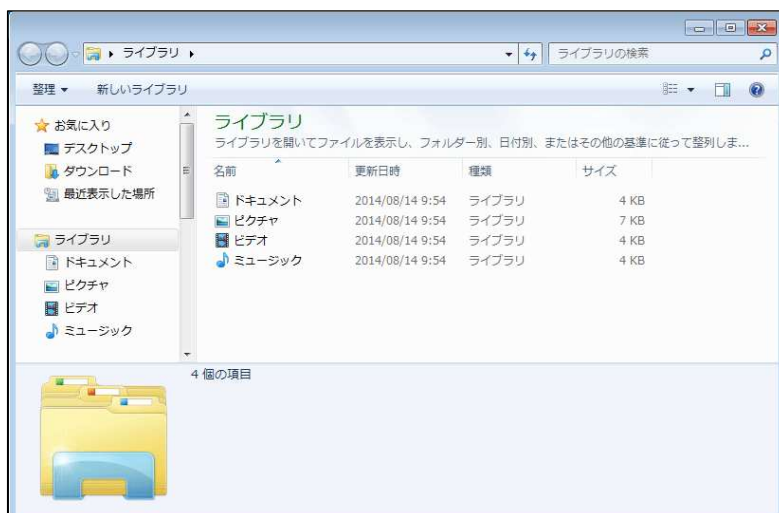 ライブラリ
ライブラリの検索
整理 新しいライブラリ
お気に入り
デスクトップ
ダウンロード
最近表示した場所
ライブラリ
ドキュメント
ピクチャ
ビデオ
ミュージック
ライブラリ
ライブラリを開いてファイルを表示し、フォルダー別、日付別、またはその他の基準に従って整列しま...
名前 更新日時 種類 サイズ
ドキュメント 2014/08/14 9:54 ライブラリ 4 KB
ピクチャ 2014/08/14 9:54 ライブラリ 7 KB
ビデオ 2014/08/14 9:54 ライブラリ 4 KB
ミュージック 2014/08/14 9:54 ライブラリ 4 KB
4 個の項目